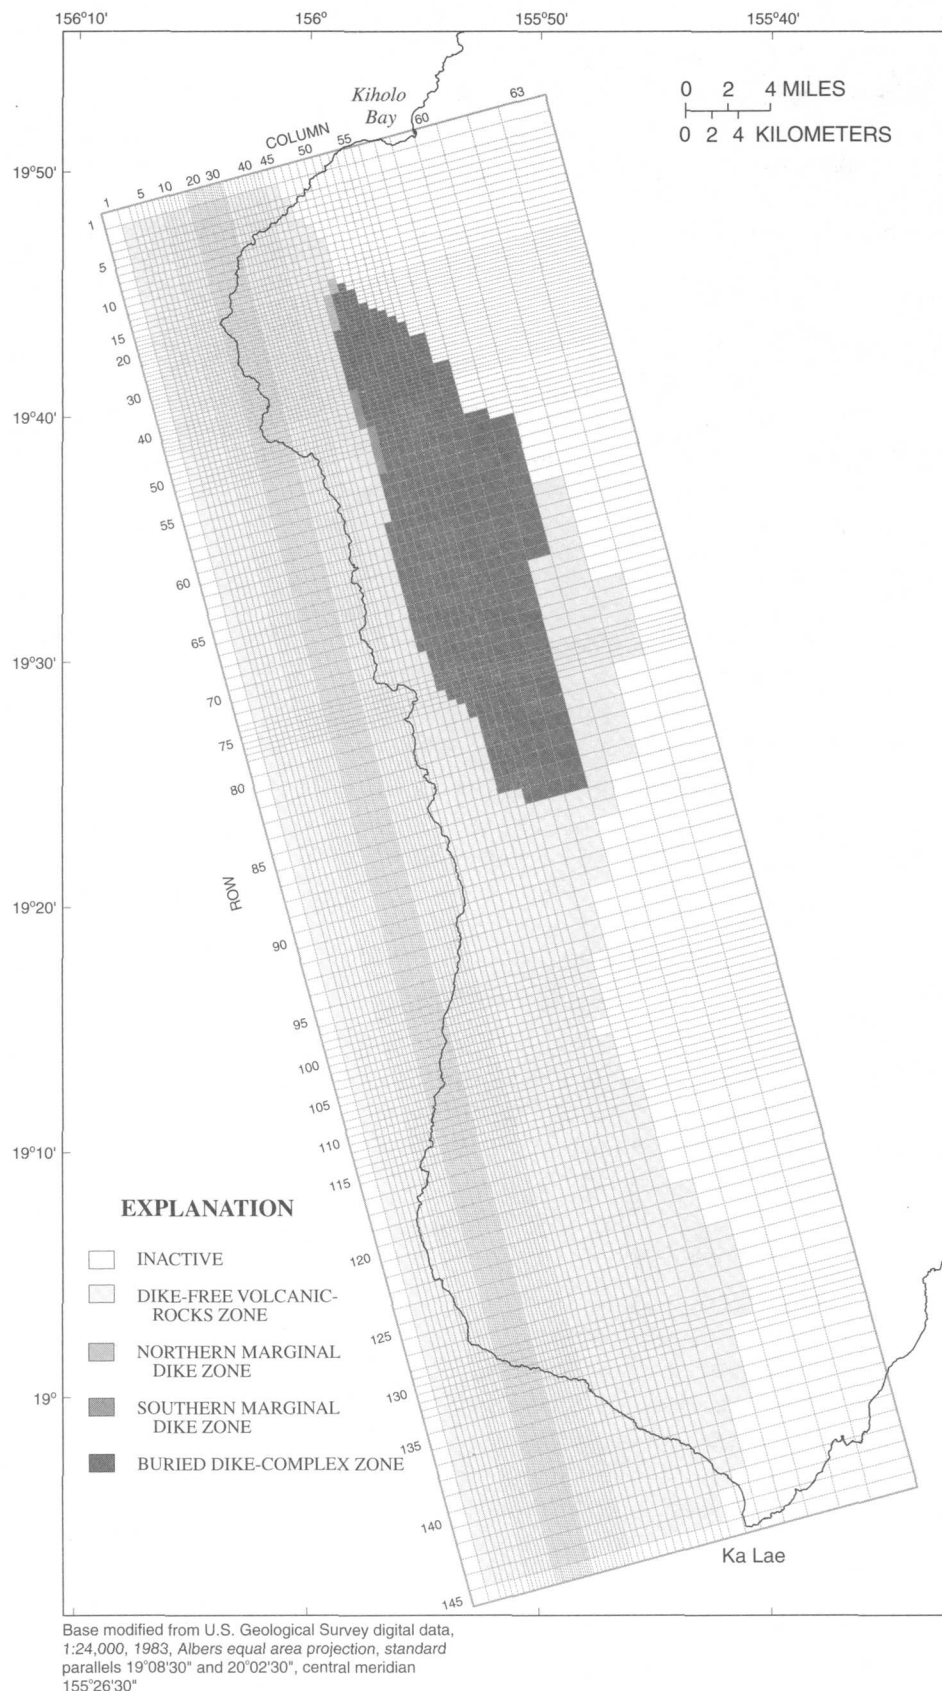 156°10'
156°
155°50'
155°40'
Kiholo
Bay
0 2 4 MILES
0 2 4 KILOMETERS
COLUMN
1 5 10 20 30 40 45 50 55 60 63
19°50'
19°40'
19°30'
19°20'
19°10'
19°
ROW
1
5
10
15
20
30
40
50
55
60
65
70
75
80
85
90
95
100
105
110
115
120
125
130
135
140
145
EXPLANATION
INACTIVE
DIKE-FREE VOLCANIC-
ROCKS ZONE
NORTHERN MARGINAL
DIKE ZONE
SOUTHERN MARGINAL
DIKE ZONE
BURIED DIKE-COMPLEX ZONE
Ka Lae
Base modified from U.S. Geological Survey digital data,
1:24,000, 1983, Albers equal area projection, standard
parallels 19°08'30" and 20°02'30", central meridian
155°26'30"